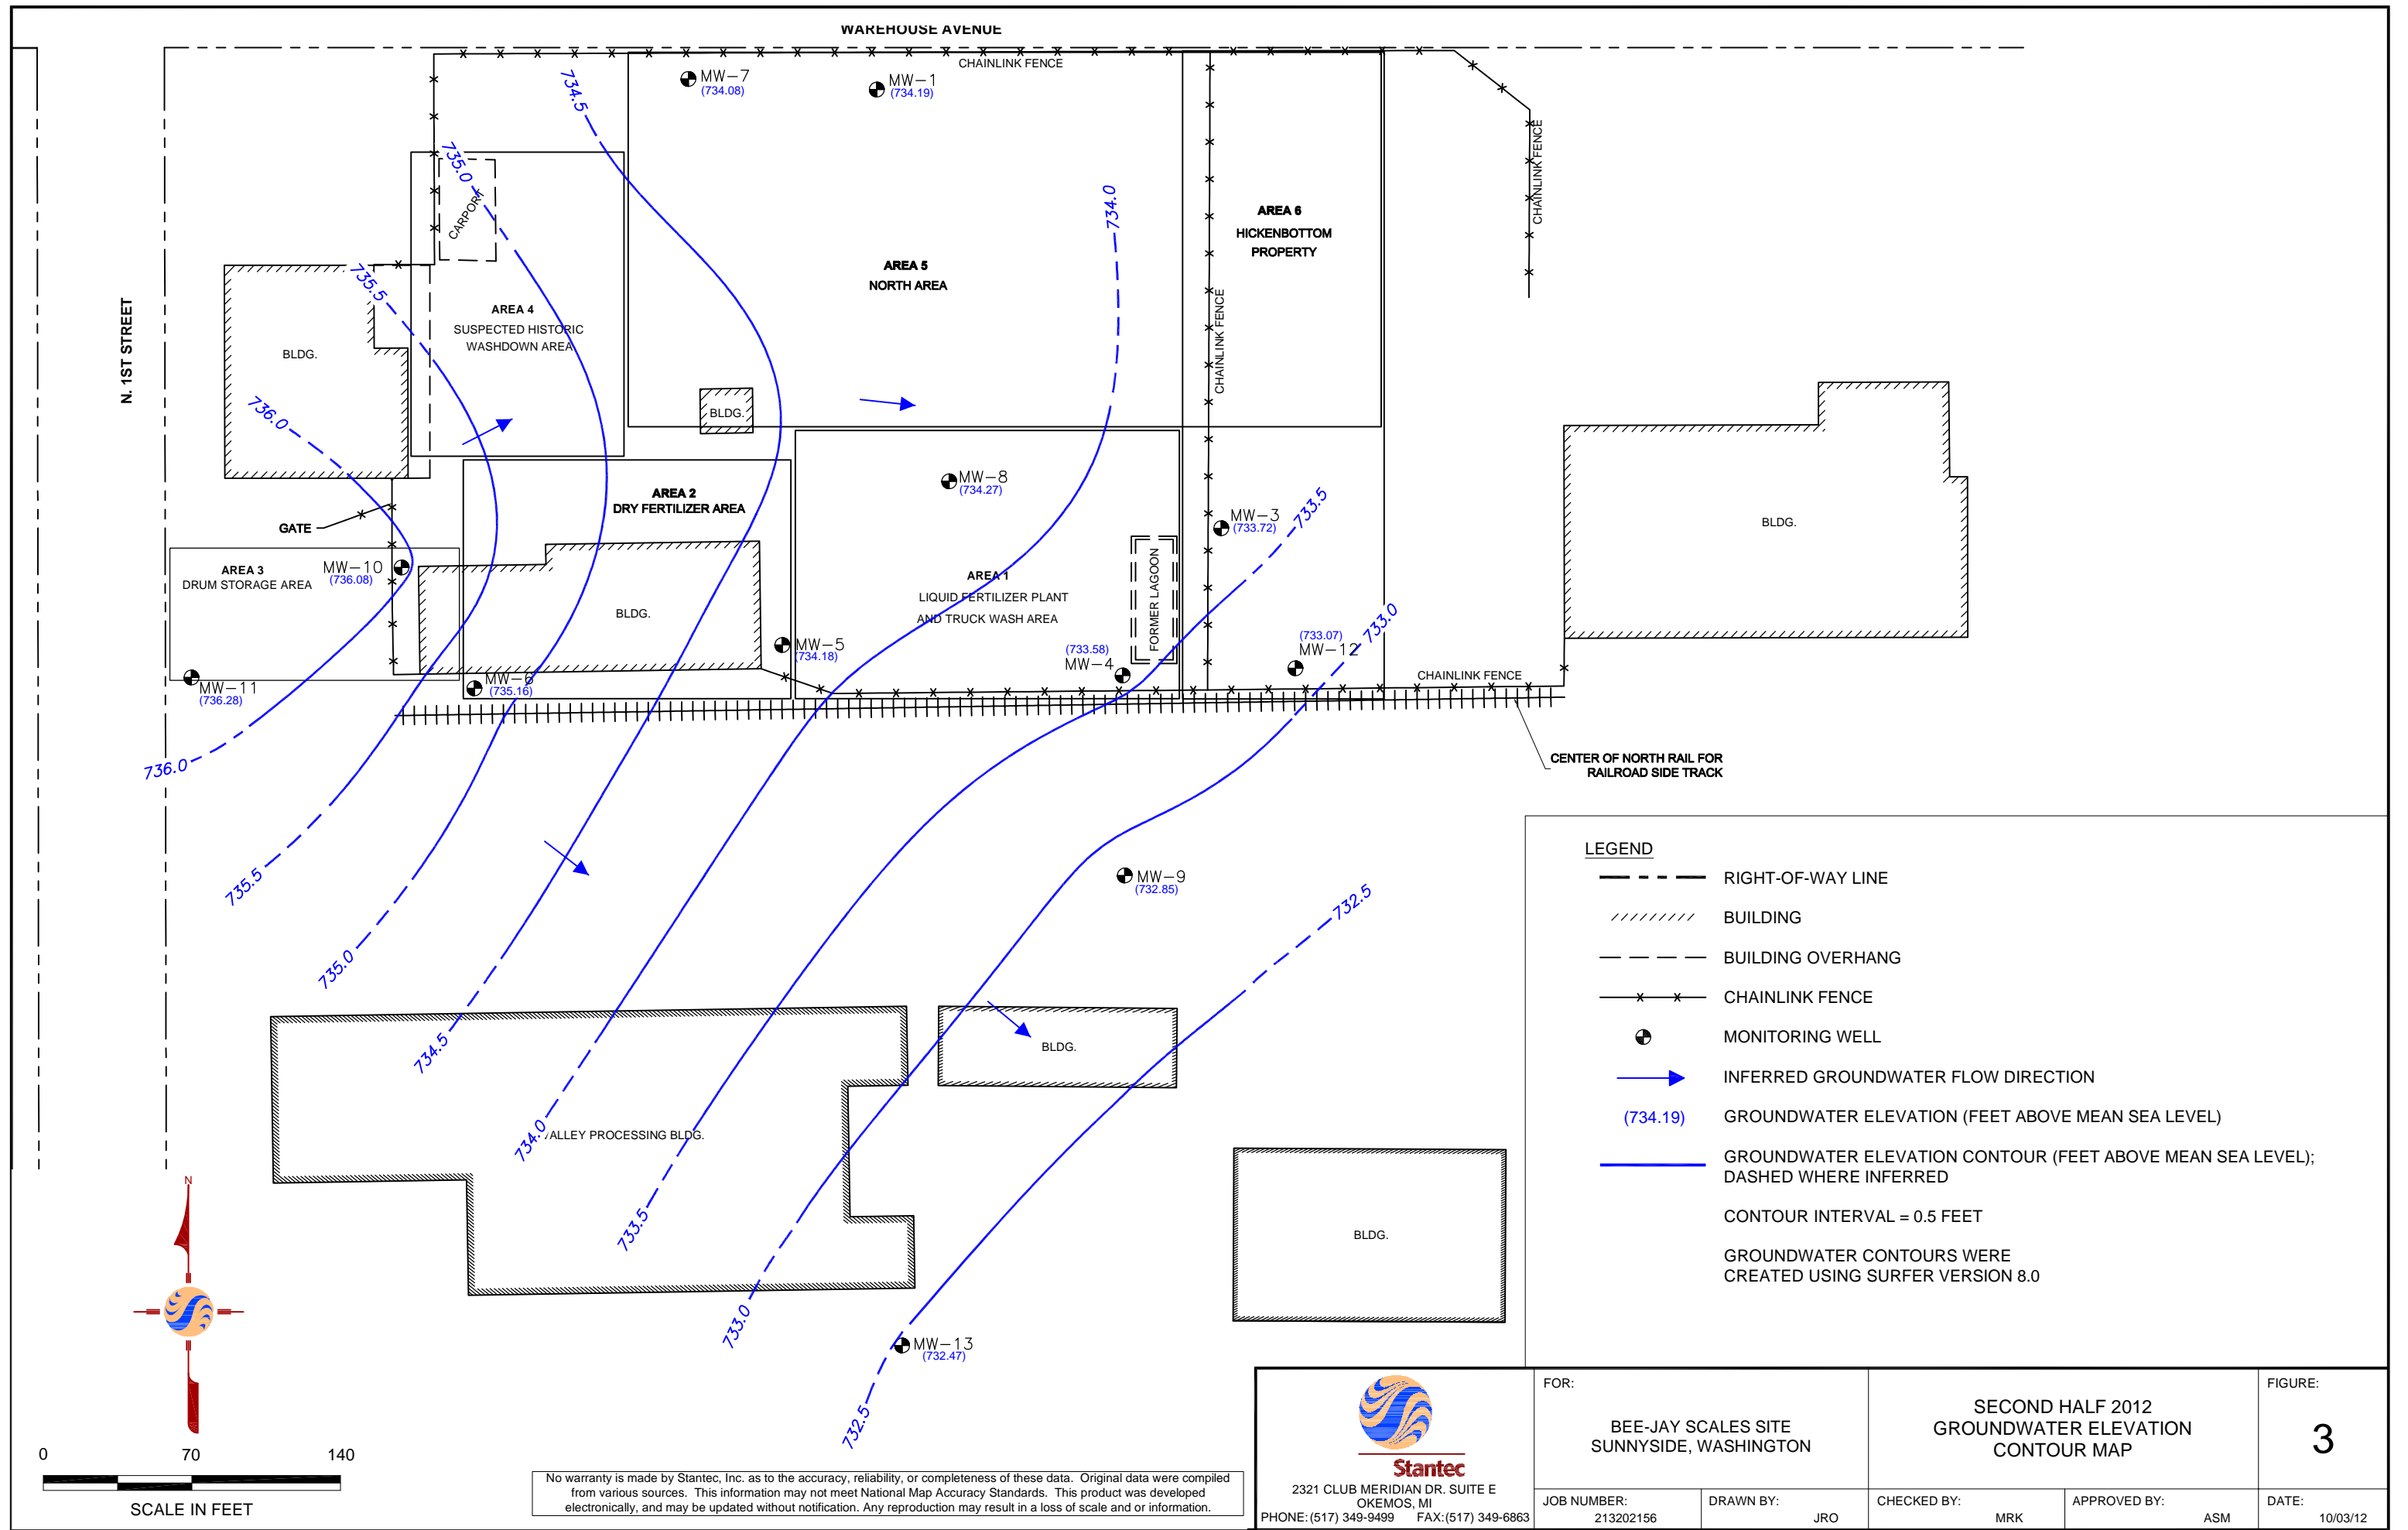 WAREHOUSE AVENUE
CHAINLINK FENCE
MW-7
(734.08)
MW-1
(734.19)
734.5
735.0
CARPORT
CHAINLINK FENCE
734.0
AREA 6
HICKENBOTTOM
PROPERTY
AREA 5
NORTH AREA
735.5
AREA 4
SUSPECTED HISTORIC
WASHDOWN AREA
N. 1ST STREET
BLDG.
CHAINLINK FENCE
736.0
BLDG.
MW-8
(734.27)
AREA 2
DRY FERTILIZER AREA
733.5
MW-3
(733.72)
BLDG.
GATE
AREA 3
DRUM STORAGE AREA
MW-10
(736.08)
AREA 1
LIQUID FERTILIZER PLANT
AND TRUCK WASH AREA
FORMER LAGOON
BLDG.
733.0
MW-5
(734.18)
(733.58)
MW-4
(733.07)
MW-12
MW-11
(736.28)
MW-6
(735.16)
CHAINLINK FENCE
736.0
CENTER OF NORTH RAIL FOR
RAILROAD SIDE TRACK
735.5
MW-9
(732.85)
732.5
735.0
734.5
BLDG.
734.0
ALLEY PROCESSING BLDG.
733.5
BLDG.
733.0
MW-13
(732.47)
732.5
LEGEND
RIGHT-OF-WAY LINE
BUILDING
BUILDING OVERHANG
CHAINLINK FENCE
MONITORING WELL
INFERRED GROUNDWATER FLOW DIRECTION
(734.19) GROUNDWATER ELEVATION (FEET ABOVE MEAN SEA LEVEL)
GROUNDWATER ELEVATION CONTOUR (FEET ABOVE MEAN SEA LEVEL);
DASHED WHERE INFERRED
CONTOUR INTERVAL = 0.5 FEET
GROUNDWATER CONTOURS WERE
CREATED USING SURFER VERSION 8.0
N
0 70 140
SCALE IN FEET
No warranty is made by Stantec, Inc. as to the accuracy, reliability, or completeness of these data. Original data were compiled
from various sources. This information may not meet National Map Accuracy Standards. This product was developed
electronically, and may be updated without notification. Any reproduction may result in a loss of scale and or information.
Stantec
2321 CLUB MERIDIAN DR. SUITE E
OKEMOS, MI
PHONE: (517) 349-9499 FAX:(517) 349-6863
FOR:
BEE-JAY SCALES SITE
SUNNYSIDE, WASHINGTON
SECOND HALF 2012
GROUNDWATER ELEVATION
CONTOUR MAP
FIGURE:
3
JOB NUMBER:
213202156
DRAWN BY:
JRO
CHECKED BY:
MRK
APPROVED BY:
ASM
DATE:
10/03/12